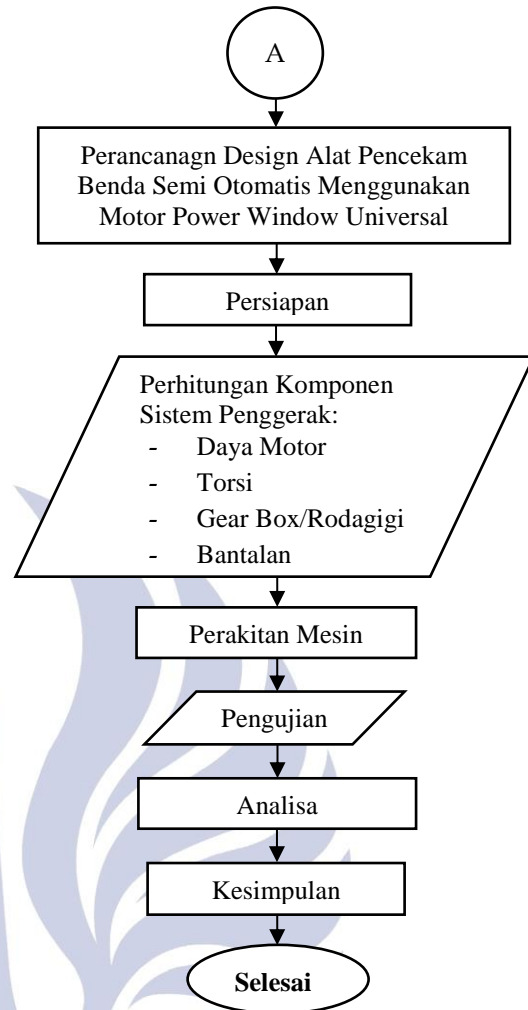 A
Perancanagn Design Alat Pencekam
Benda Semi Otomatis Menggunakan
Motor Power Window Universal
Persiapan
Perhitungan Komponen
Sistem Penggerak:
- Daya Motor
- Torsi
- Gear Box/Rodagigi
- Bantalan
Perakitan Mesin
Pengujian
Analisa
Kesimpulan
Selesai